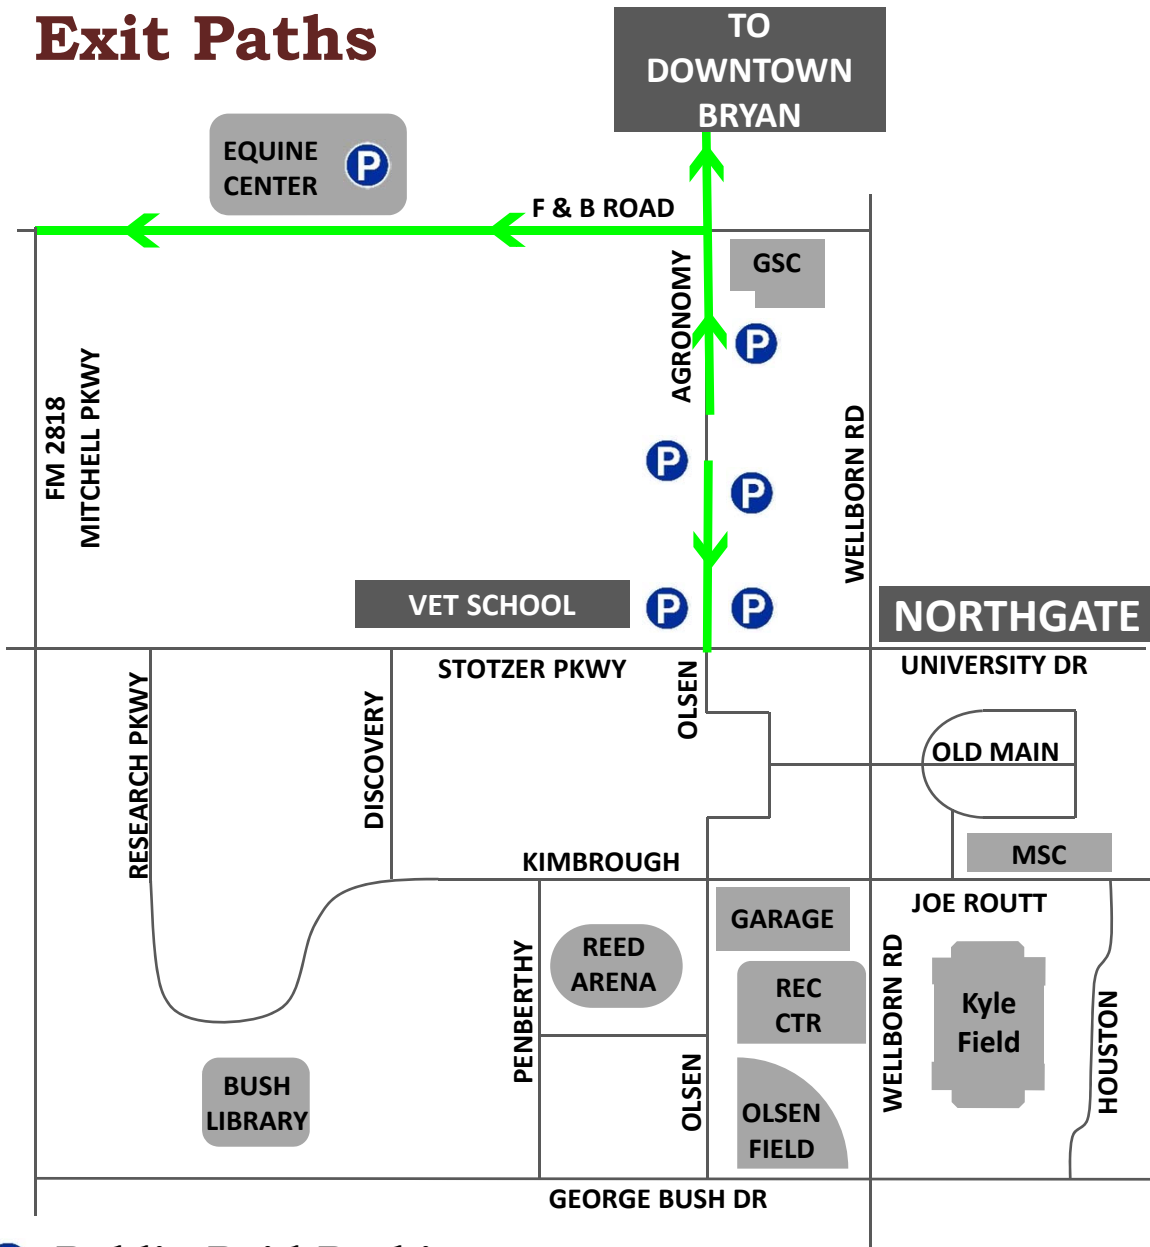 Exit Paths
TO
DOWNTOWN
BRYAN
EQUINE
CENTER
P
F & B ROAD
GSC
AGRONOMY
P
FM 2818
MITCHELL PKWY
P
P
WELLBORN RD
VET SCHOOL
P
P
NORTHGATE
STOTZER PKWY
UNIVERSITY DR
OLSEN
RESEARCH PKWY
DISCOVERY
OLD MAIN
KIMBROUGH
MSC
JOE ROUTT
GARAGE
REED
ARENA
PENBERTHY
REC
CTR
WELLBORN RD
Kyle
Field
HOUSTON
BUSH
LIBRARY
OLSEN
OLSEN
FIELD
GEORGE BUSH DR